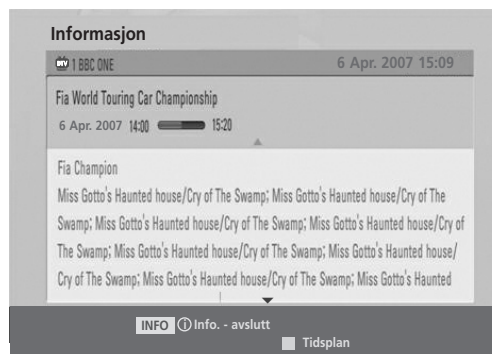 Informasjon
DTV 1 BBC ONE 6 Apr. 2007 15:09
Fia World Touring Car Championship
6 Apr. 2007 14:00 15:20
Fia Champion
Miss Gotto's Haunted house/Cry of The Swamp; Miss Gotto's Haunted house/Cry of The
Swamp; Miss Gotto's Haunted house/Cry of The Swamp; Miss Gotto's Haunted house/Cry of
The Swamp; Miss Gotto's Haunted house/Cry of The Swamp; Miss Gotto's Haunted house/
Cry of The Swamp; Miss Gotto's Haunted house/Cry of The Swamp; Miss Gotto's Haunted
INFO ⓘ Info. - avslutt
Tidsplan